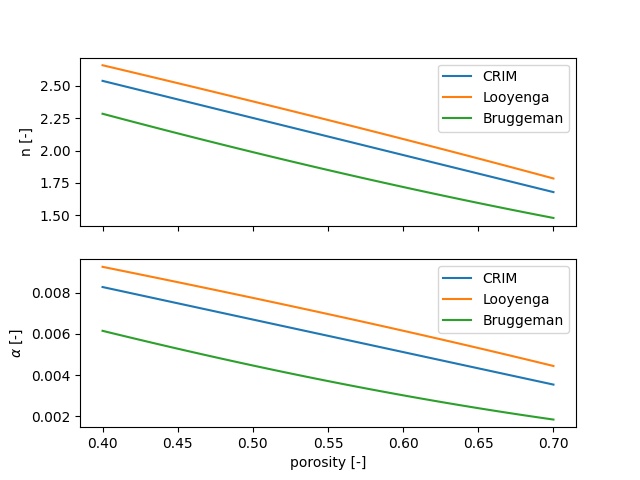 n [-]
2.50
2.25
2.00
1.75
1.50
CRIM
Looyenga
Bruggeman
α [-]
0.008
0.006
0.004
0.002
CRIM
Looyenga
Bruggeman
0.40 0.45 0.50 0.55 0.60 0.65 0.70
porosity [-]